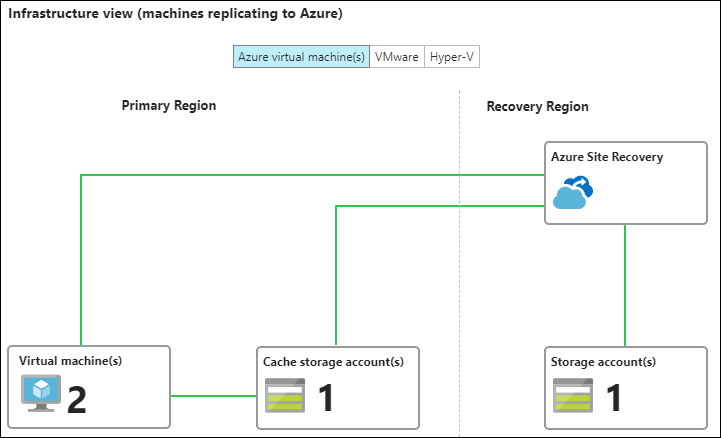 Infrastructure view (machines replicating to Azure)
Azure virtual machine(s) VMware Hyper-V
Primary Region
Recovery Region
Azure Site Recovery
Virtual machine(s)
2
Cache storage account(s)
1
Storage account(s)
1